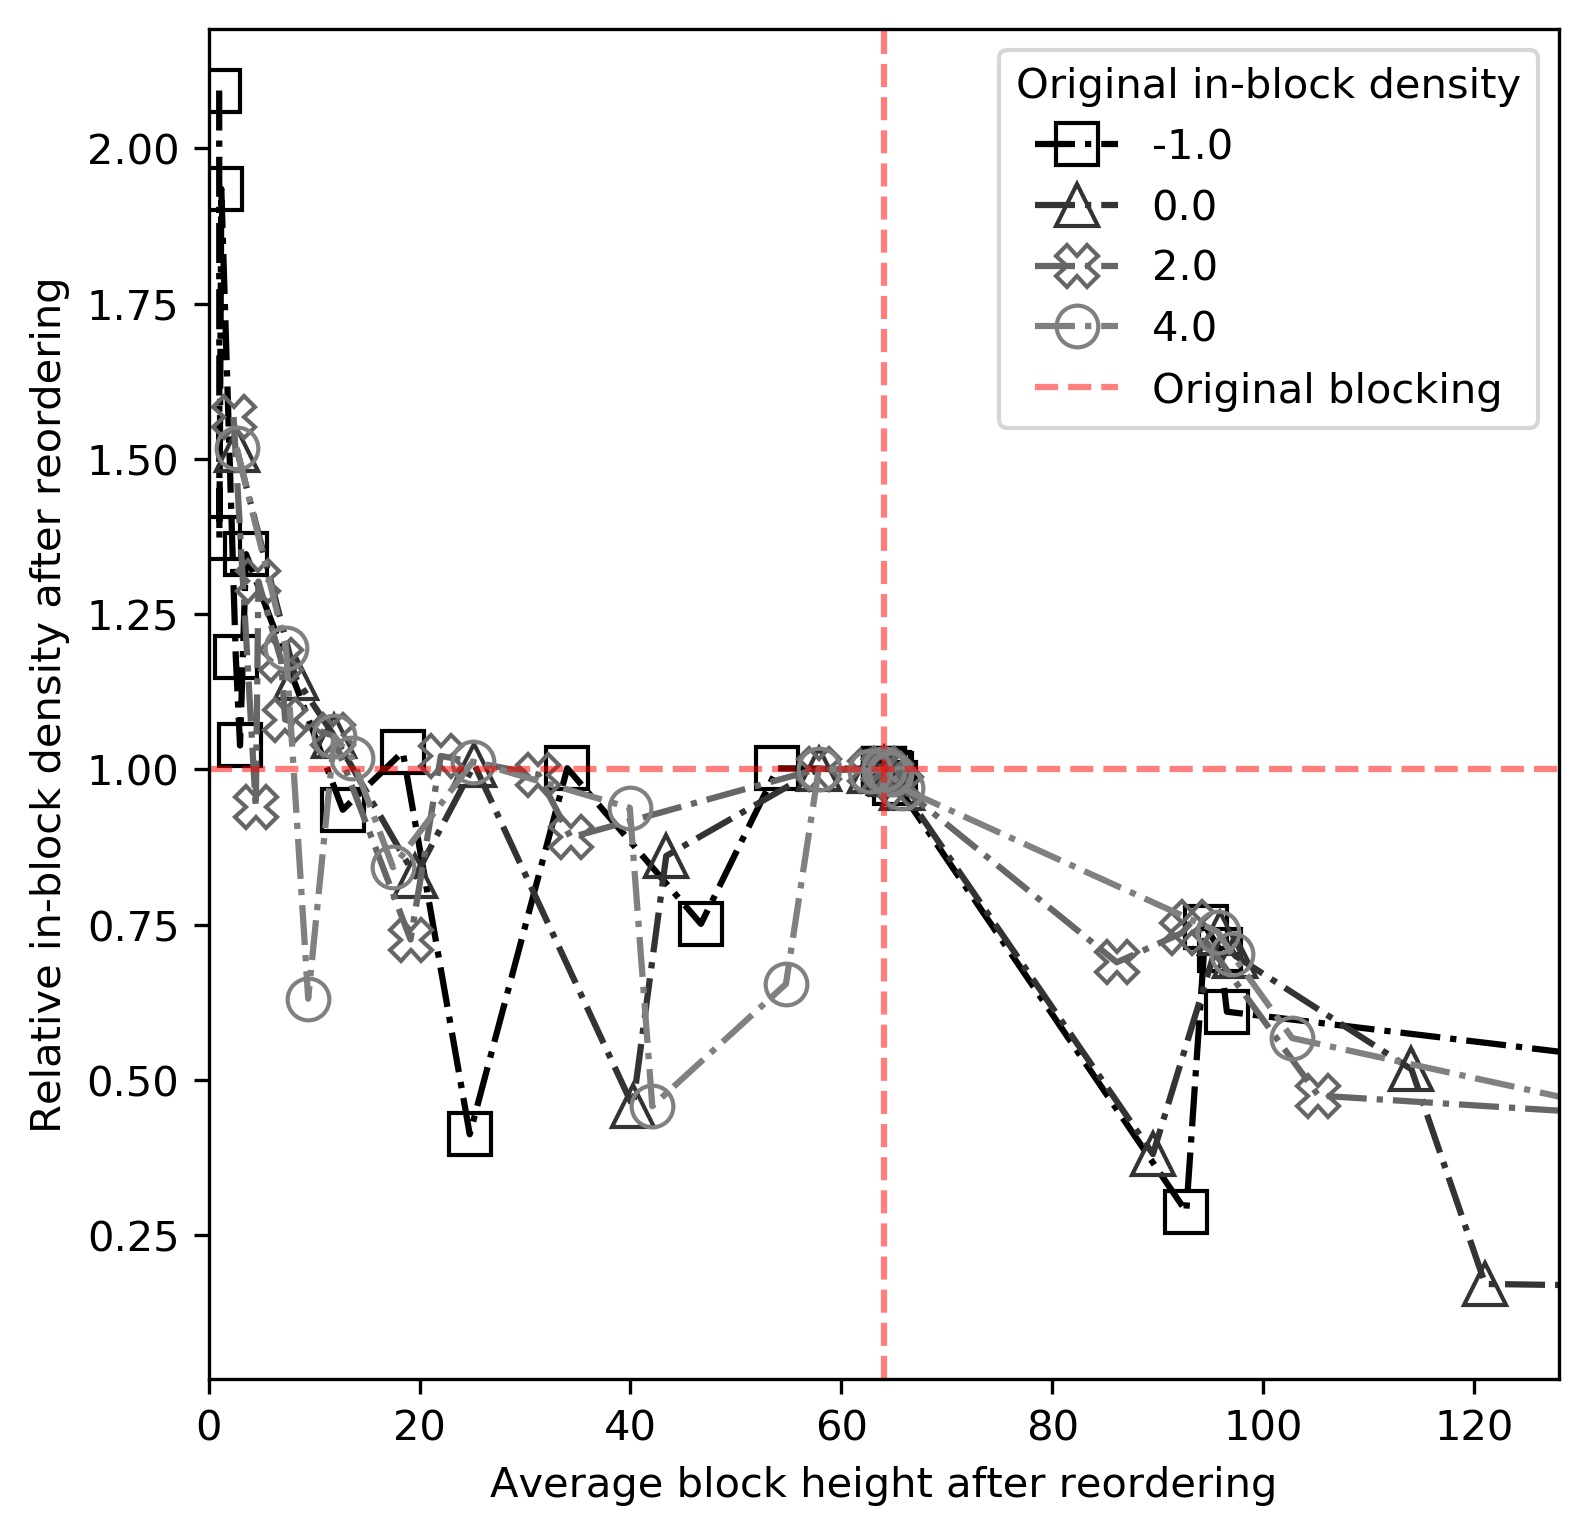 Original in-block density
-1.0
0.0
2.0
4.0
Original blocking
Relative in-block density after reordering
2.00
1.75
1.50
1.25
1.00
0.75
0.50
0.25
0 20 40 60 80 100 120
Average block height after reordering